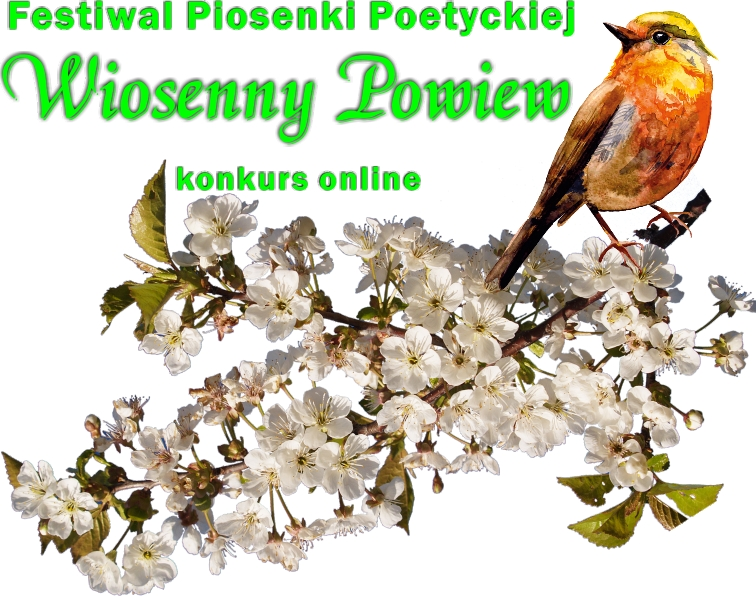 Festiwal Piosenki Poetyckiej
Wiosenny Powiew
konkurs online